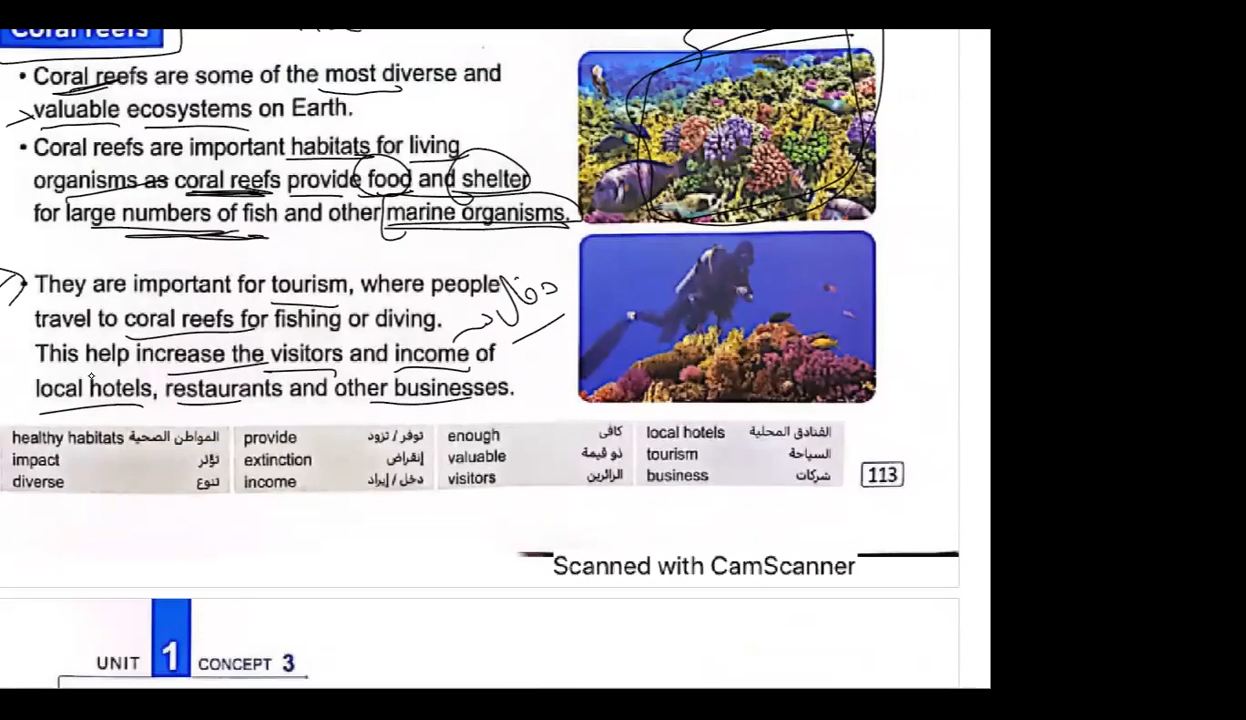 Coral reefs
• Coral reefs are some of the most diverse and
valuable ecosystems on Earth.
• Coral reefs are important habitats for living
organisms as coral reefs provide food and shelter
for large numbers of fish and other marine organisms.
• They are important for tourism, where people
travel to coral reefs for fishing or diving.
This help increase the visitors and income of
local hotels, restaurants and other businesses.
healthy habitats المواطن الصحية provide توفر / تزود enough كافى local hotels الفنادق المحلية
impact تؤثر extinction إنقراض valuable ذو قيمة tourism السياحة
diverse تنوع income دخل / إيراد visitors الزائرين business شركات
113
Scanned with CamScanner
UNIT 1 CONCEPT 3